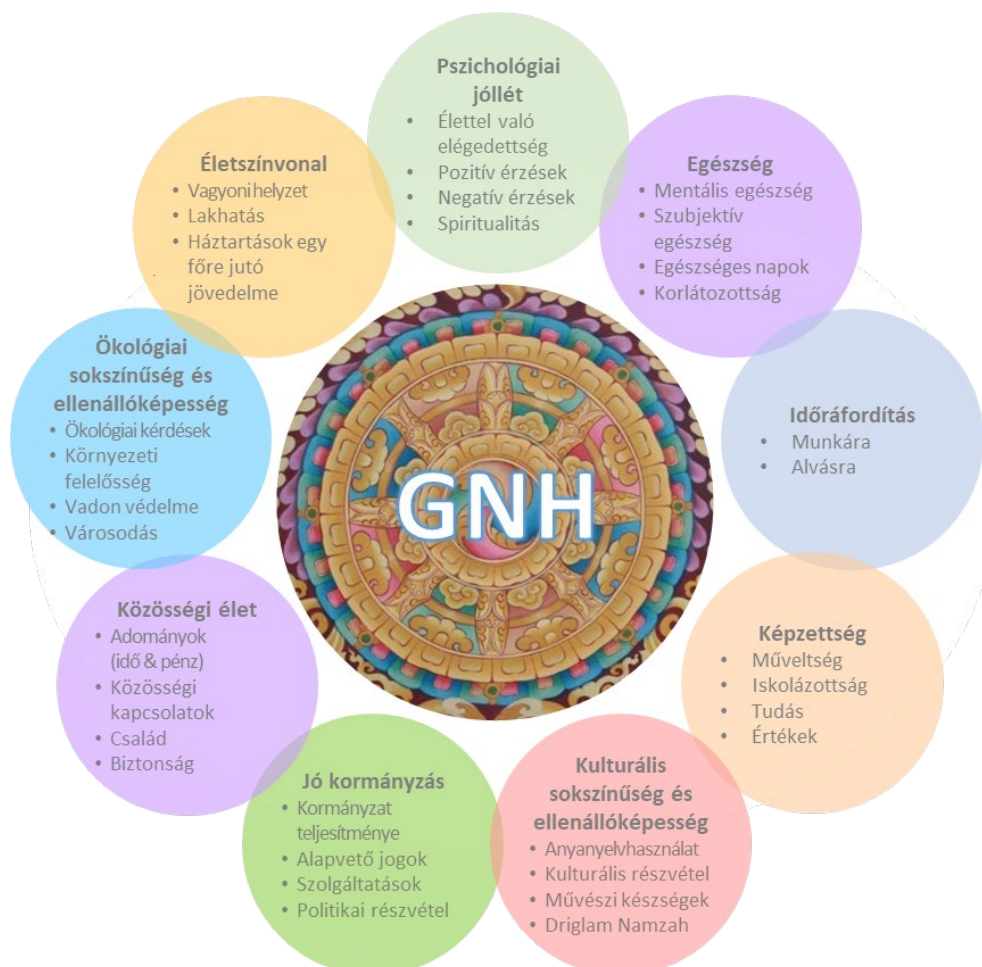 Pszichológiai
jóllét
• Élettel való
elégedettség
• Pozitív érzések
• Negatív érzések
• Spiritualitás
Egészség
• Mentális egészség
• Szubjektív
egészség
• Egészséges napok
• Korlátozottság
Időráfordítás
• Munkára
• Alvásra
Képzettség
• Műveltség
• Iskolázottság
• Tudás
• Értékek
Kulturális
sokszínűség és
ellenállóképesség
• Anyanyelvhasználat
• Kulturális részvétel
• Művészi készségek
• Driglam Namzah
Jó kormányzás
• Kormányzat
teljesítménye
• Alapvető jogok
• Szolgáltatások
• Politikai részvétel
Közösségi élet
• Adományok
(idő & pénz)
• Közösségi
kapcsolatok
• Család
• Biztonság
Ökológiai
sokszínűség és
ellenállóképesség
• Ökológiai kérdések
• Környezeti
felelősség
• Vadon védelme
• Városodás
Életszínvonal
• Vagyoni helyzet
• Lakhatás
• Háztartások egy
főre jutó
jövedelme
GNH